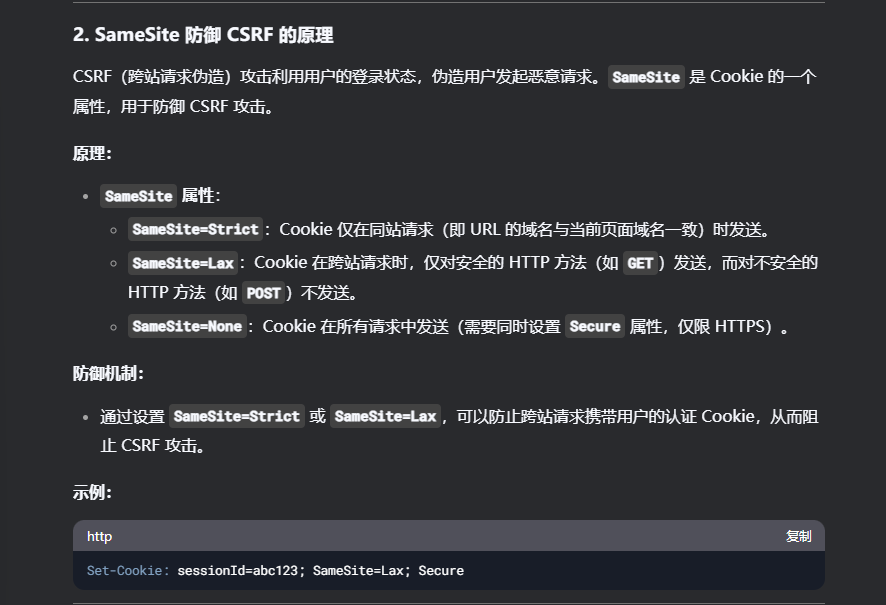 2. SameSite 防御 CSRF 的原理
CSRF（跨站请求伪造）攻击利用用户的登录状态，伪造用户发起恶意请求。SameSite 是 Cookie 的一个
属性，用于防御 CSRF 攻击。
原理：
SameSite 属性：
SameSite=Strict：Cookie 仅在同站请求（即 URL 的域名与当前页面域名一致）时发送。
SameSite=Lax：Cookie 在跨站请求时，仅对安全的 HTTP 方法（如 GET）发送，而对不安全的
HTTP 方法（如 POST）不发送。
SameSite=None：Cookie 在所有请求中发送（需要同时设置 Secure 属性，仅限 HTTPS）。
防御机制：
通过设置 SameSite=Strict 或 SameSite=Lax，可以防止跨站请求携带用户的认证 Cookie，从而阻
止 CSRF 攻击。
示例：
http 复制
Set-Cookie: sessionId=abc123; SameSite=Lax; Secure